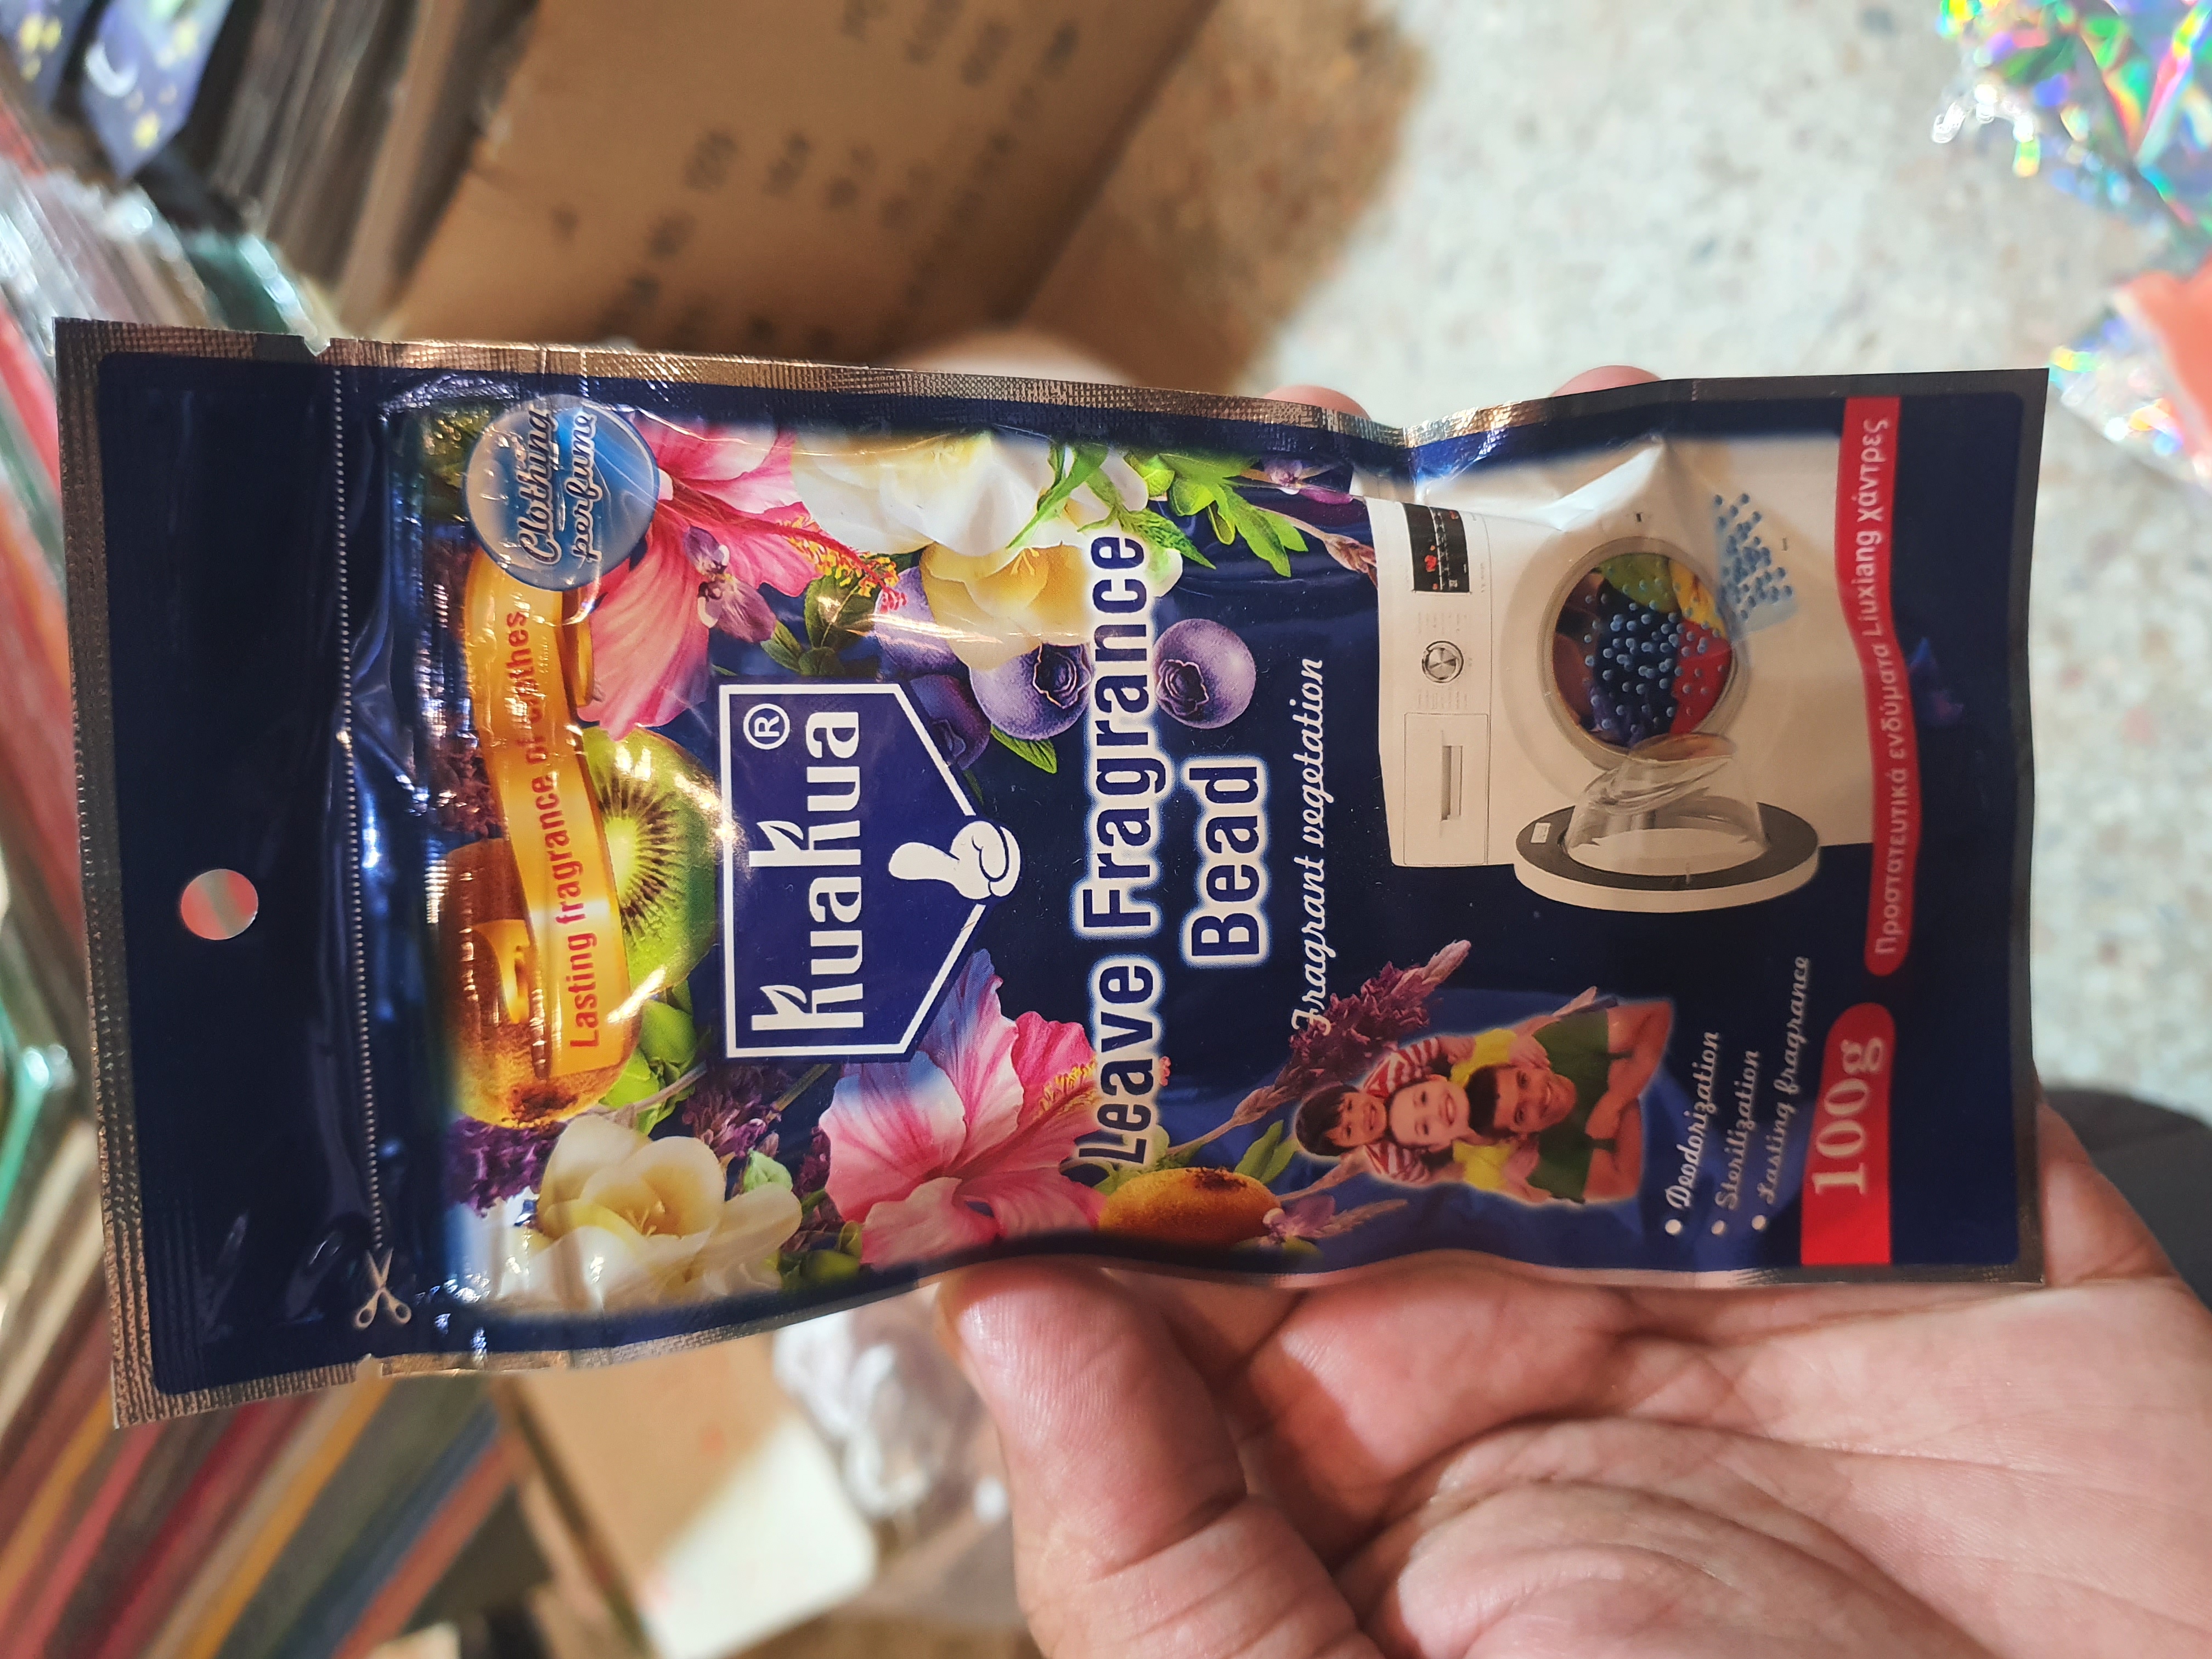 Clothing
perfume
Lasting fragrance of clothes
kuakua®
Leave Fragrance
Bead
Fragrant vegetation
• Deodorization
• Sterilization
• Lasting fragrance
100g
Προστατευτικά ενδύματα Liuxiang χάντρες